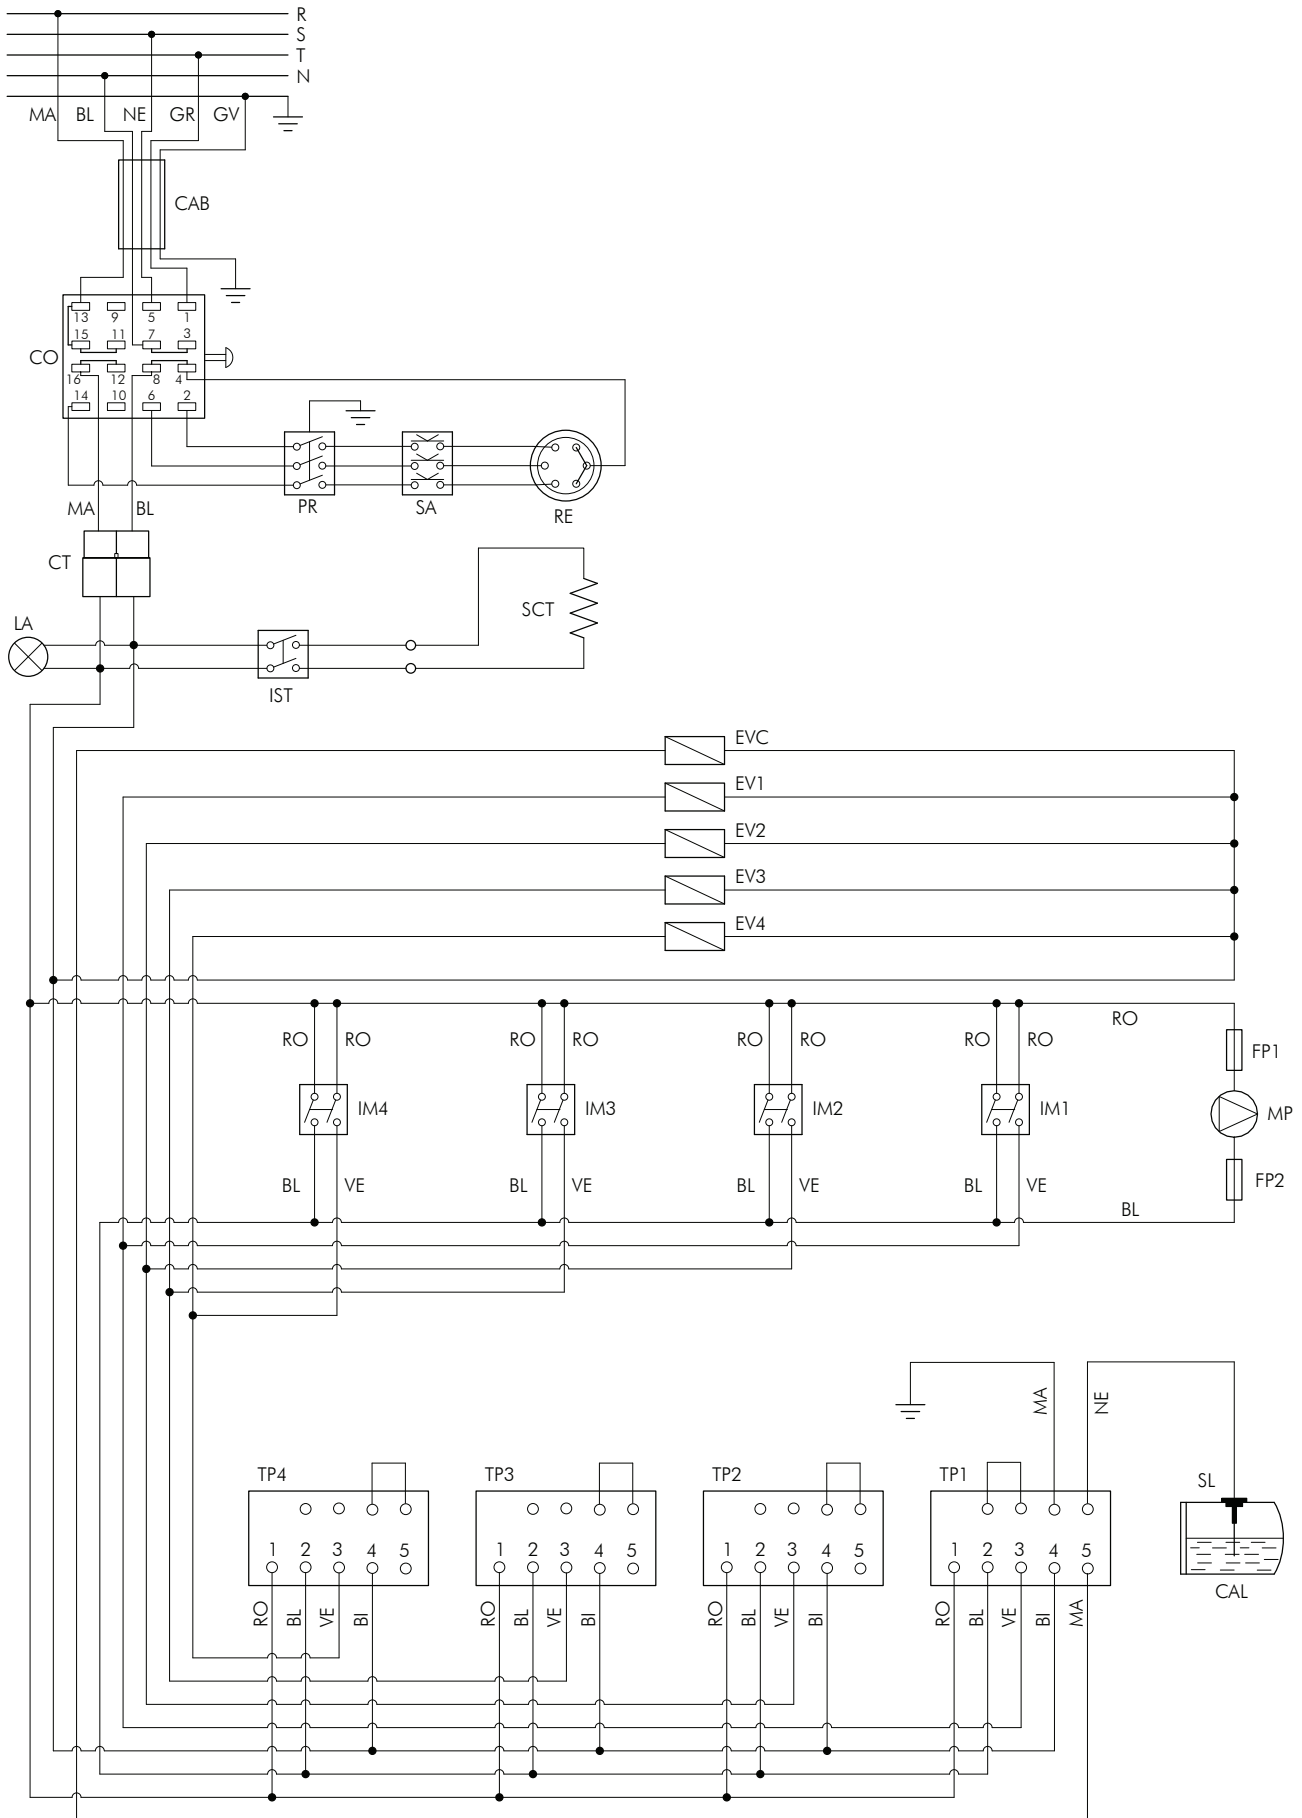 R
S
T
N
MA BL NE GR GV
CAB
13 9 5 1
15 11 7 3
CO
16 12 8 4
14 10 6 2
MA BL
PR SA RE
CT
LA
SCT
IST
EVC
EV1
EV2
EV3
EV4
RO RO RO RO RO RO RO RO RO
FP1
IM4 IM3 IM2 IM1 MP
BL VE BL VE BL VE BL VE FP2
BL
MA NE
TP4 TP3 TP2 TP1 SL
1 2 3 4 5 1 2 3 4 5 1 2 3 4 5 1 2 3 4 5
CAL
RO BL VE BI RO BL VE BI RO BL VE BI RO BL VE BI MA